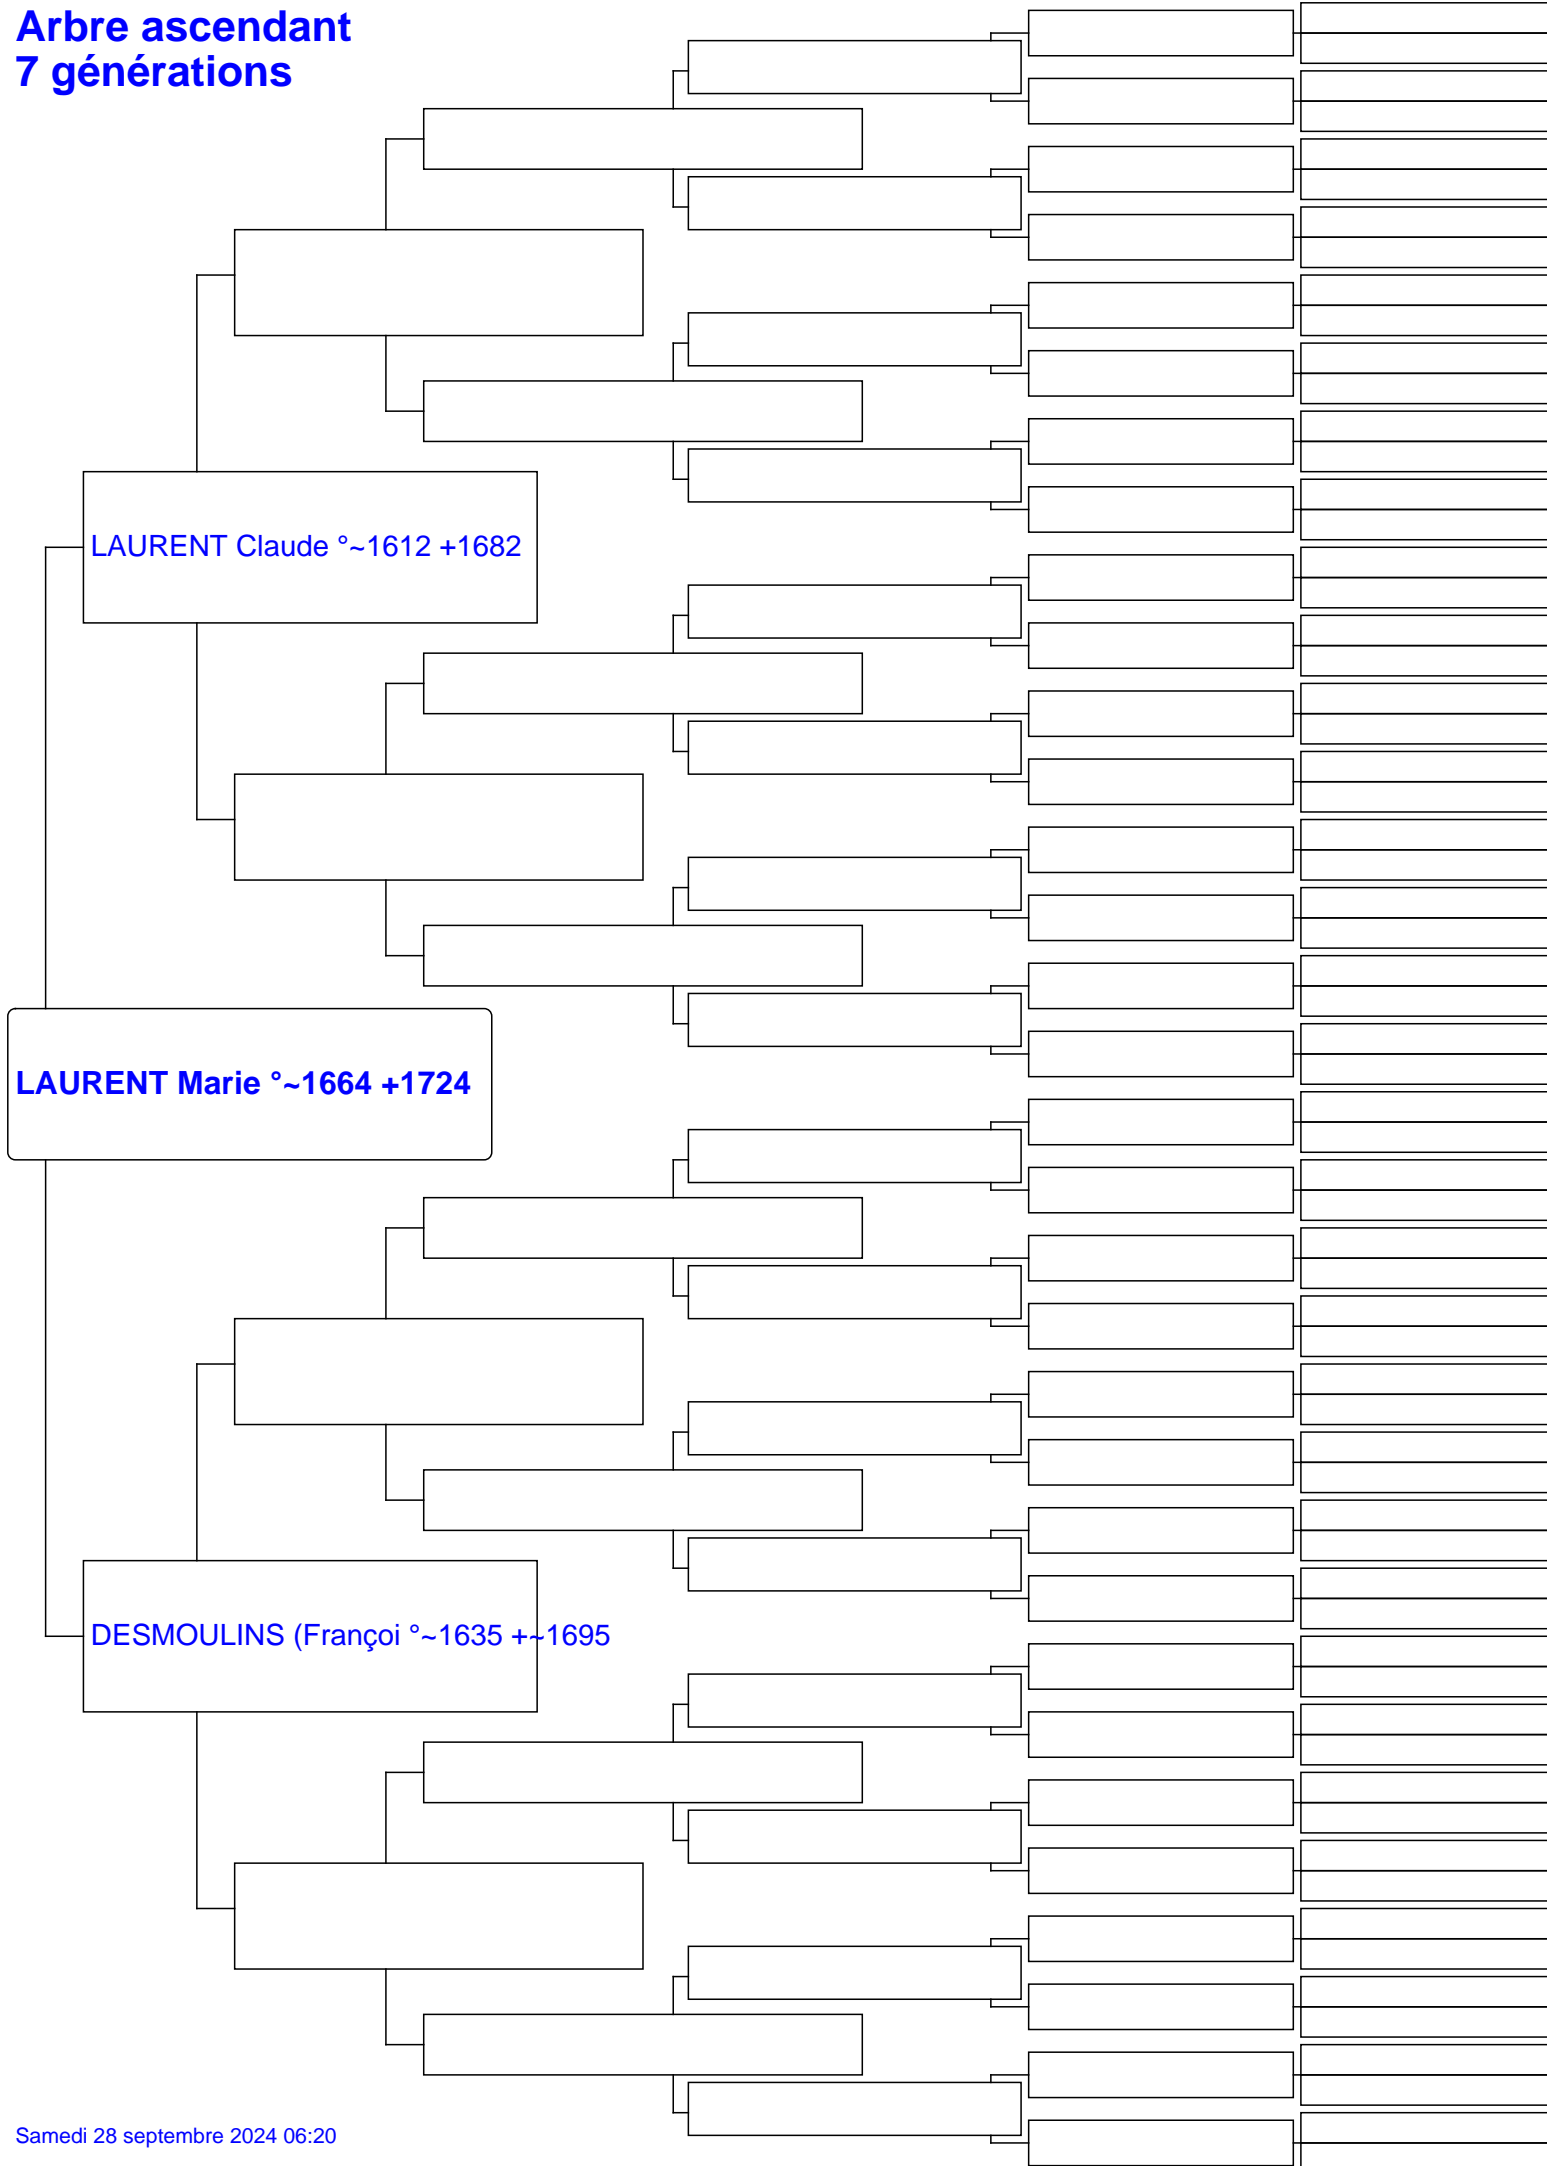 Arbre ascendant
7 générations
LAURENT Claude °~1612 +1682
LAURENT Marie °~1664 +1724
DESMOULINS (Françoi °~1635 +~1695
Samedi 28 septembre 2024 06:20